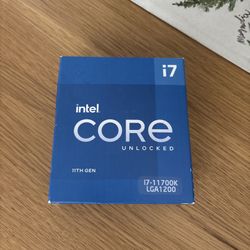 i7
intel
CORE
UNLOCKED
11TH GEN
i7-11700K
LGA1200